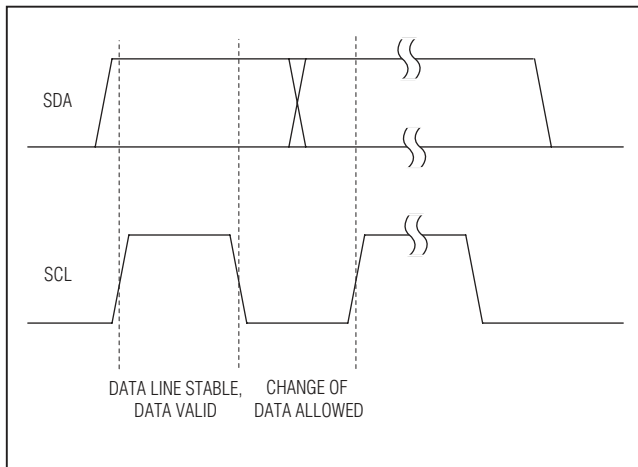 SDA
SCL
DATA LINE STABLE,
DATA VALID
CHANGE OF
DATA ALLOWED